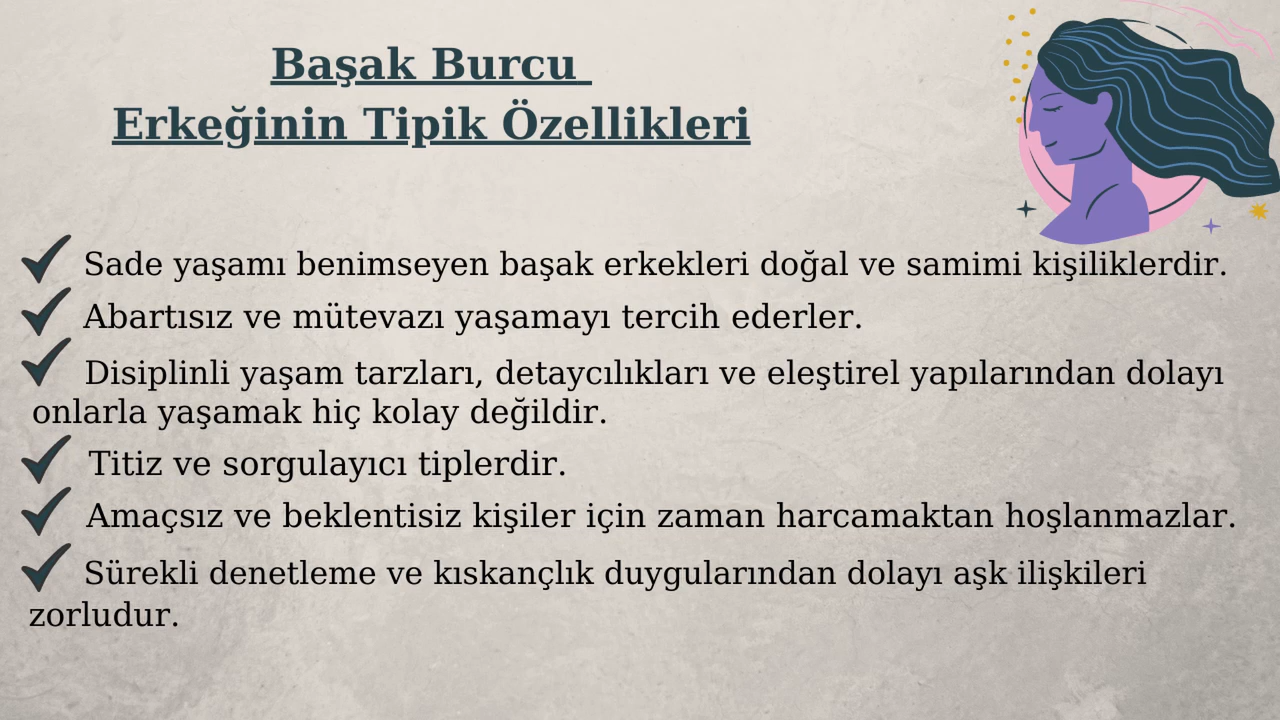 Başak Burcu
Erkeğinin Tipik Özellikleri
Sade yaşamı benimseyen başak erkekleri doğal ve samimi kişiliklerdir.
Abartısız ve mütevazı yaşamayı tercih ederler.
Disiplinli yaşam tarzları, detaycılıkları ve eleştirel yapılarından dolayı
onlarla yaşamak hiç kolay değildir.
Titiz ve sorgulayıcı tiplerdir.
Amaçsız ve beklentisiz kişiler için zaman harcamaktan hoşlanmazlar.
Sürekli denetleme ve kıskançlık duygularından dolayı aşk ilişkileri
zorludur.